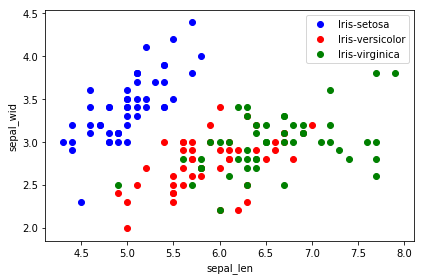 4.5
4.0
3.5
3.0
2.5
2.0
sepal_wid
Iris-setosa
Iris-versicolor
Iris-virginica
4.5 5.0 5.5 6.0 6.5 7.0 7.5 8.0
sepal_len